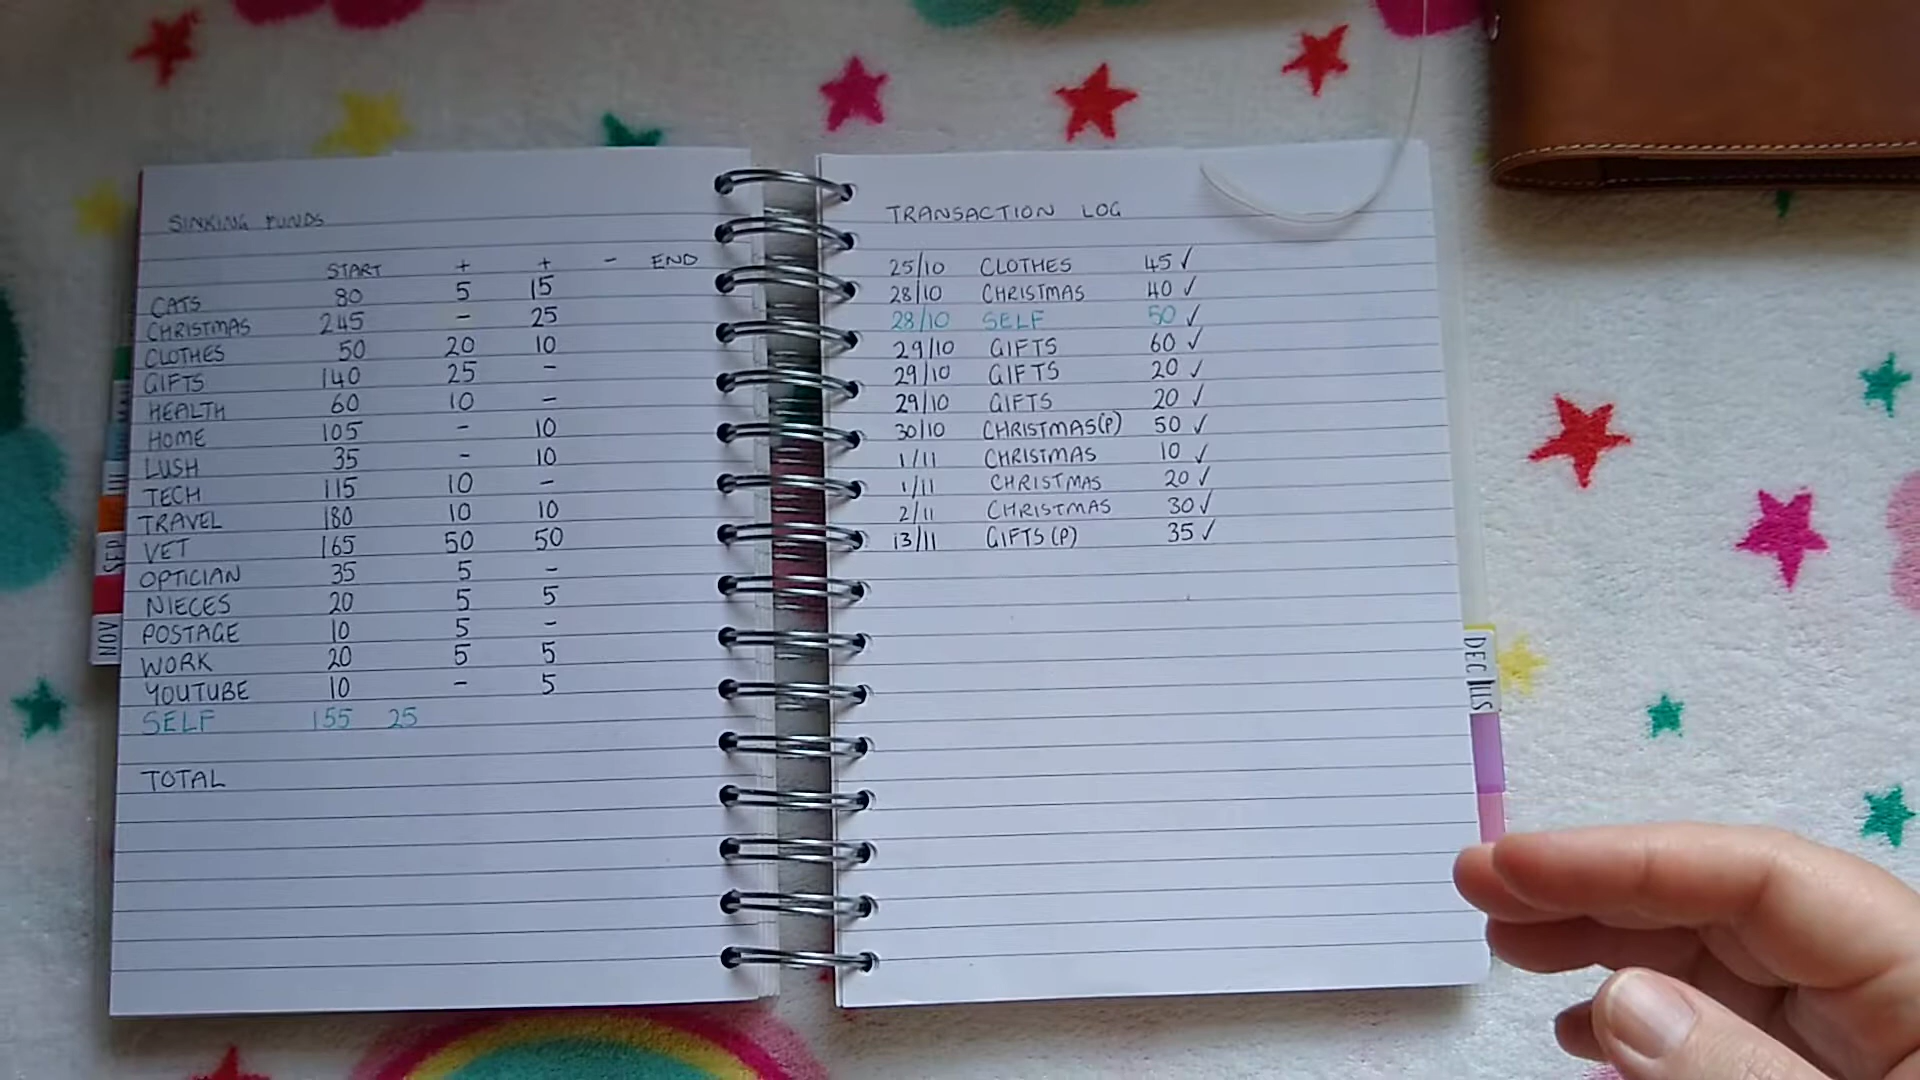 SINKING FUNDS
START + + - END
CATS 80 5 15
CHRISTMAS 245 - 25
CLOTHES 50 20 10
GIFTS 140 25 -
HEALTH 60 10 -
HOME 105 - 10
LUSH 35 - 10
TECH 115 10 -
TRAVEL 180 10 10
VET 165 50 50
OPTICIAN 35 5 -
NIECES 20 5 5
POSTAGE 10 5 -
WORK 20 5 5
YOUTUBE 10 - 5
SELF 155 25
TOTAL
TRANSACTION LOG
25/10 CLOTHES 45 ✓
28/10 CHRISTMAS 40 ✓
28/10 SELF 50 ✓
29/10 GIFTS 60 ✓
29/10 GIFTS 20 ✓
29/10 GIFTS 20 ✓
30/10 CHRISTMAS(P) 50 ✓
1/11 CHRISTMAS 10 ✓
1/11 CHRISTMAS 20 ✓
2/11 CHRISTMAS 30 ✓
13/11 GIFTS (P) 35 ✓
SEP
NOV
DEC